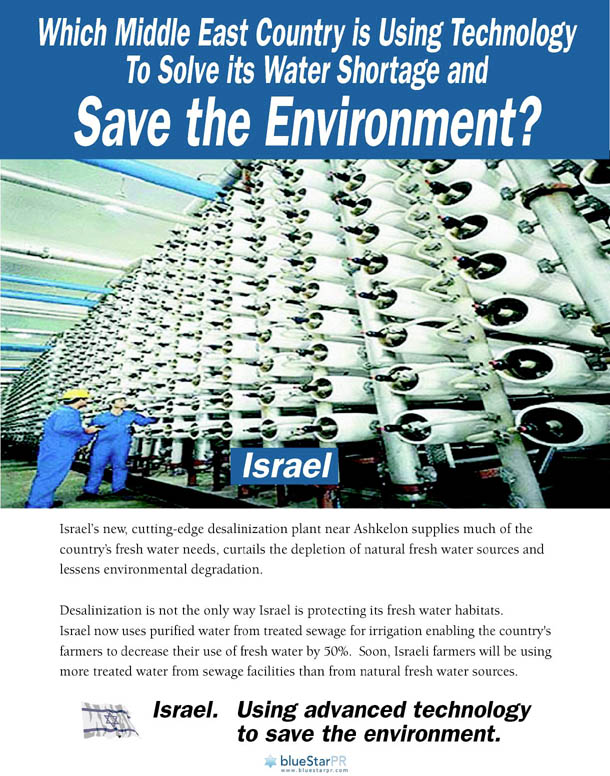 Which Middle East Country is Using Technology
To Solve its Water Shortage and
Save the Environment?
Israel
Israel's new, cutting-edge desalinization plant near Ashkelon supplies much of the
country's fresh water needs, curtails the depletion of natural fresh water sources and
lessens environmental degradation.
Desalinization is not the only way Israel is protecting its fresh water habitats.
Israel now uses purified water from treated sewage for irrigation enabling the country's
farmers to decrease their use of fresh water by 50%. Soon, Israeli farmers will be using
more treated water from sewage facilities than from natural fresh water sources.
Israel. Using advanced technology
to save the environment.
blueStarPR
www.bluestarpr.com